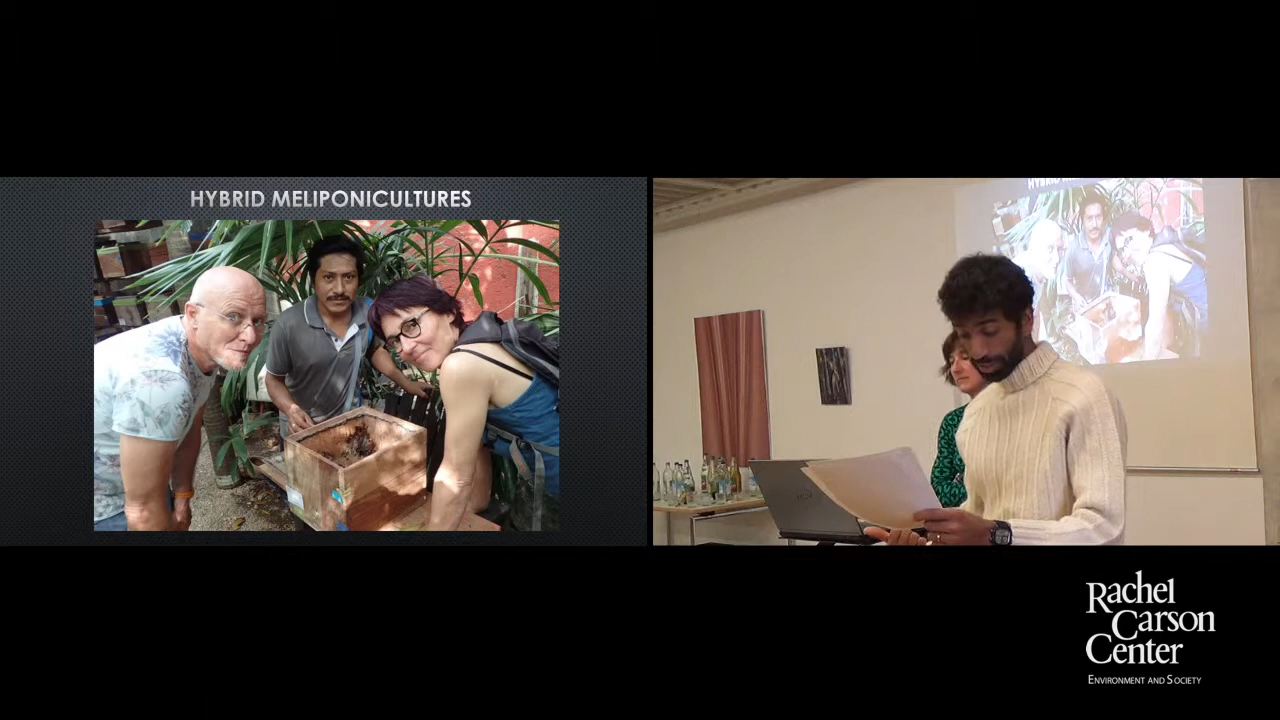 HYBRID MELIPONICULTURES
Rachel
Carson
Center
ENVIRONMENT AND SOCIETY